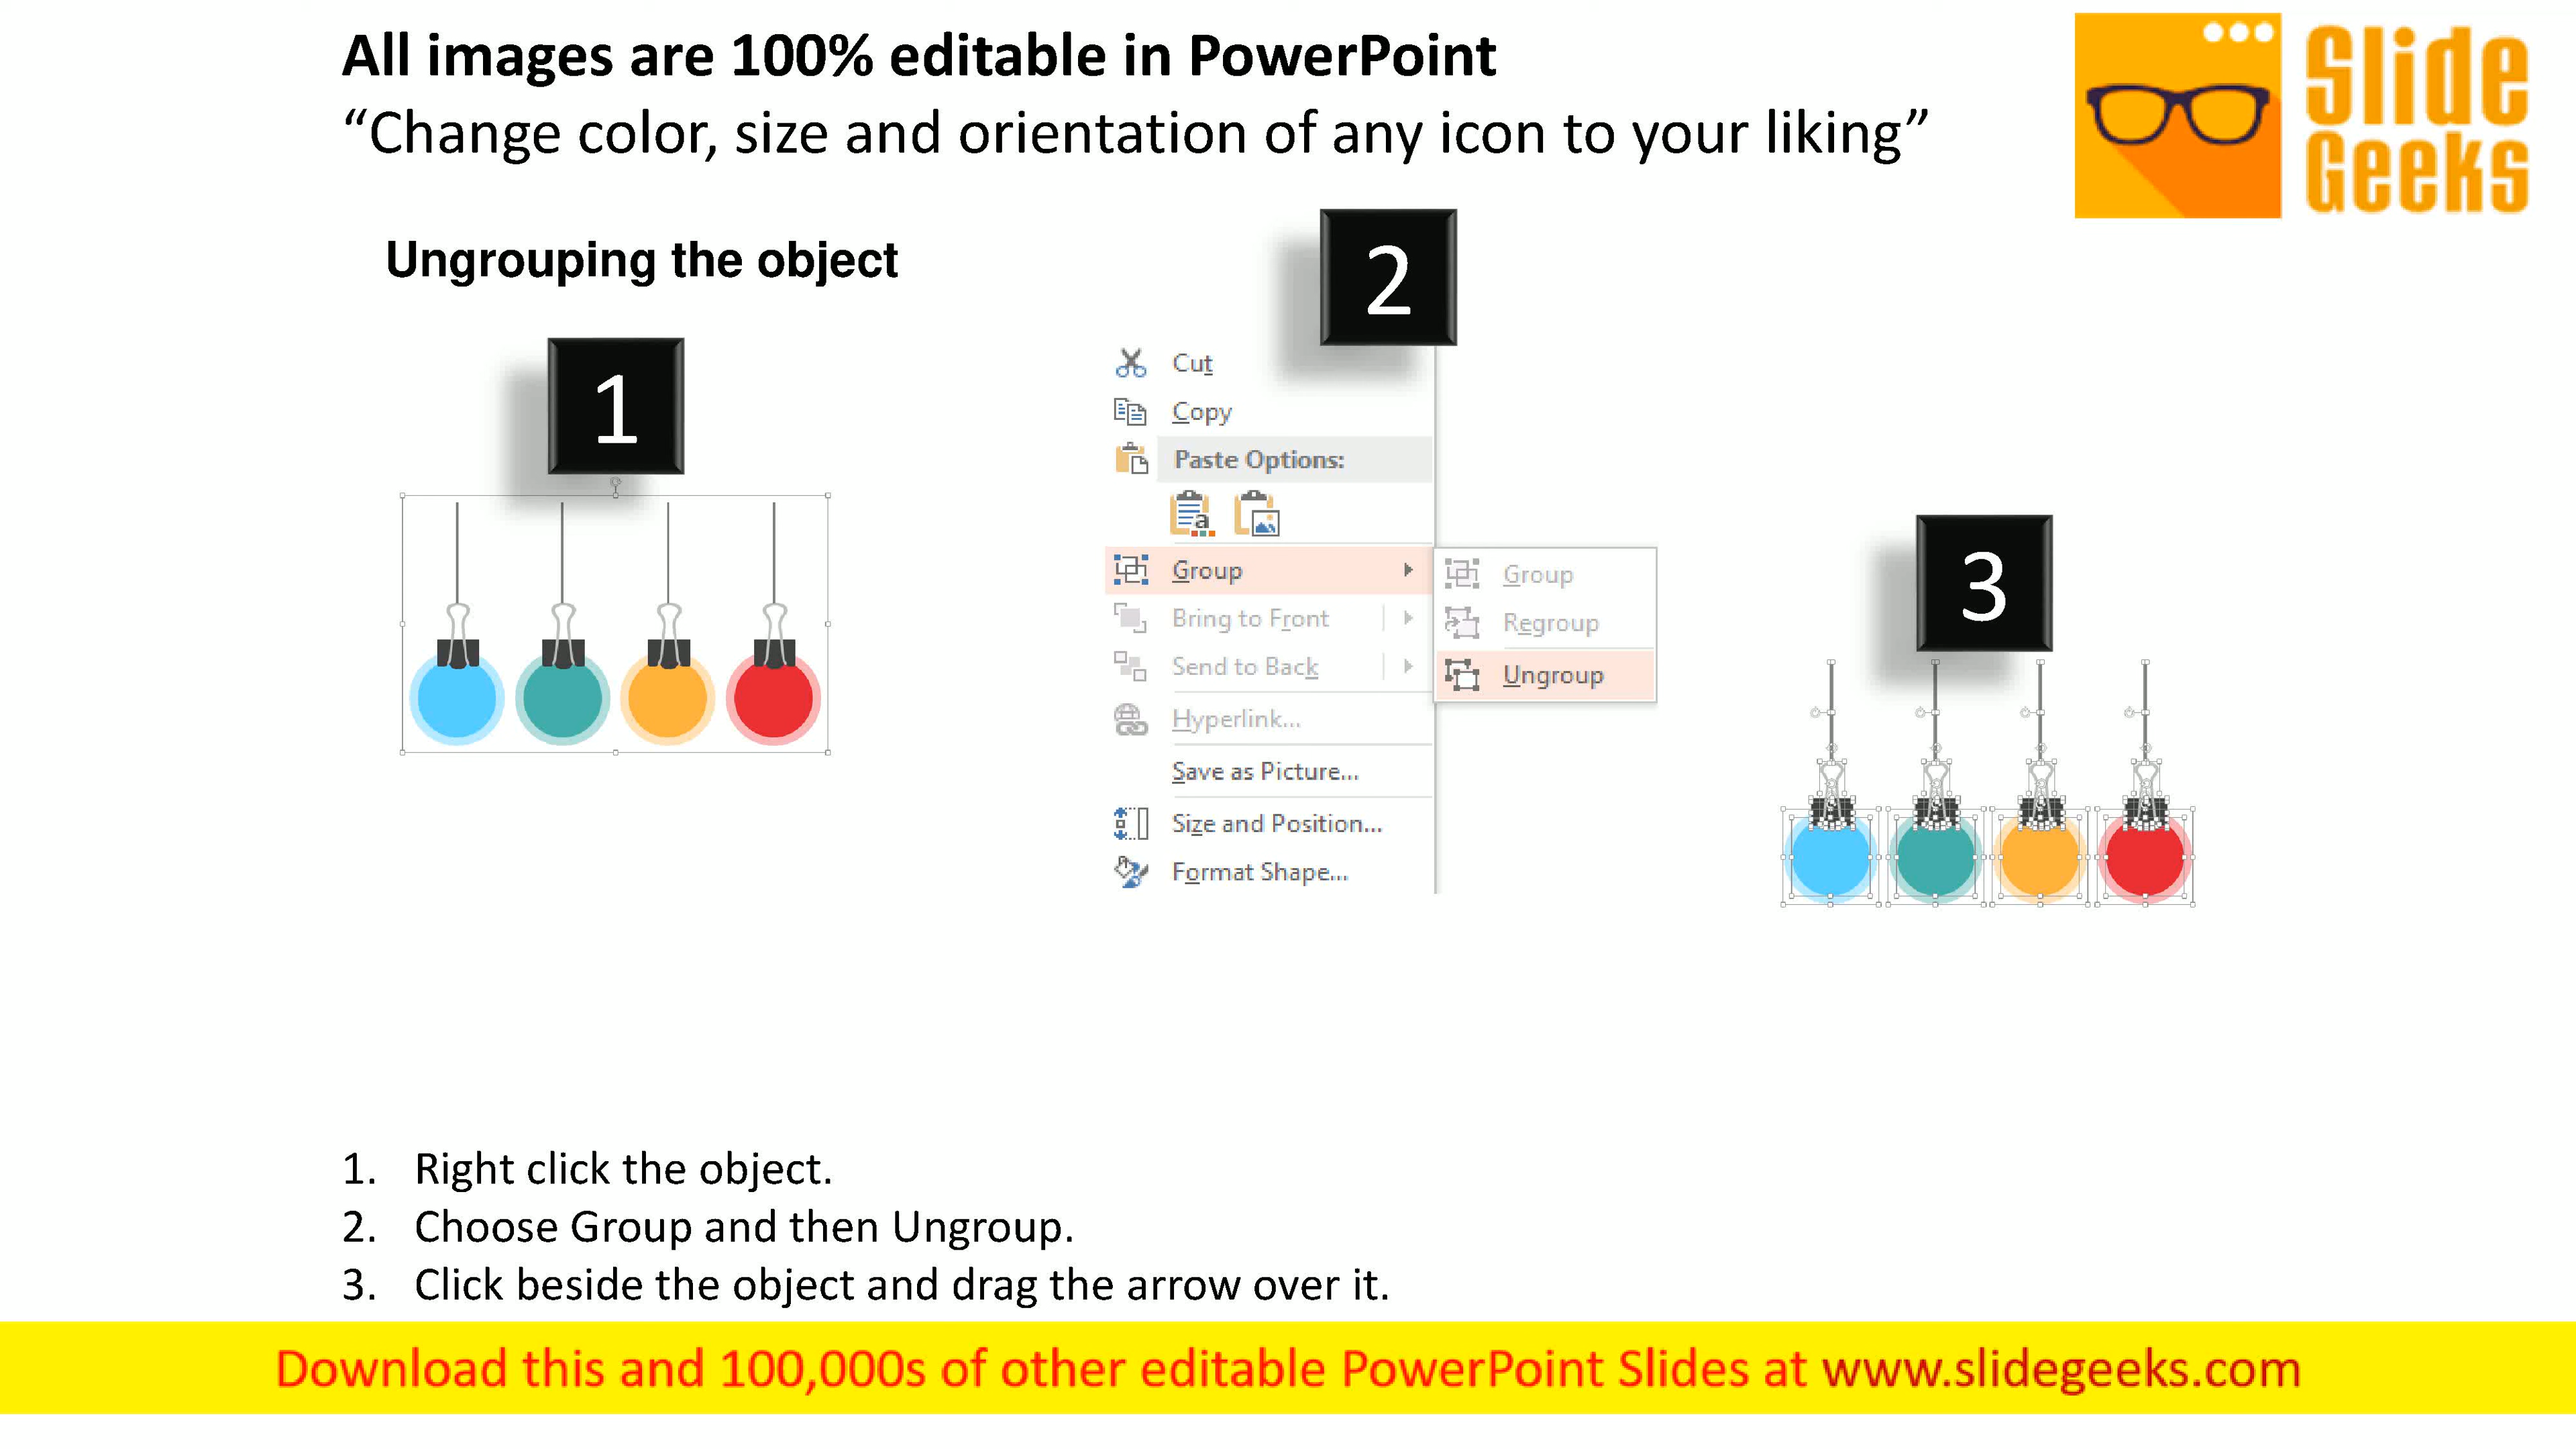 All images are 100% editable in PowerPoint
“Change color, size and orientation of any icon to your liking”
Slide
Geeks
Ungrouping the object
1
2
Cut
Copy
Paste Options:
a
Group
Bring to Front
Send to Back
Hyperlink...
Save as Picture...
Size and Position...
Format Shape...
Group
Regroup
Ungroup
3
1. Right click the object.
2. Choose Group and then Ungroup.
3. Click beside the object and drag the arrow over it.
Download this and 100,000s of other editable PowerPoint Slides at www.slidegeeks.com